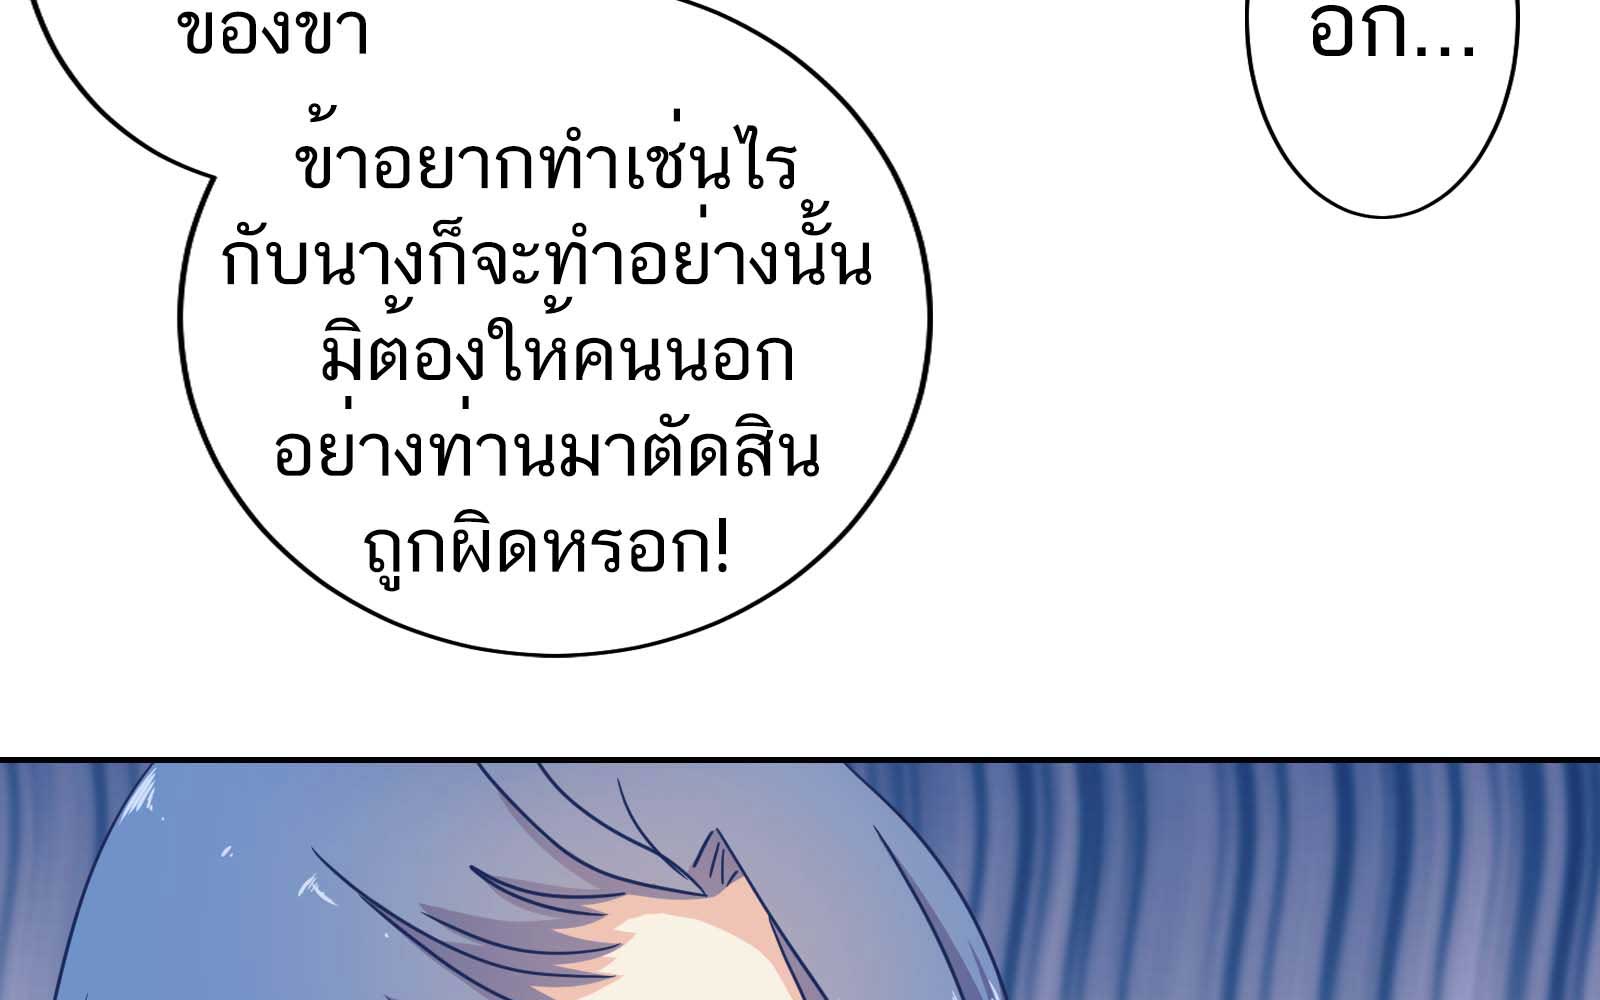 ของขา
อก...
ข้าอยากทำเช่นไร
กับนางก็จะทำอย่างนั้น
มิต้องให้คนนอก
อย่างท่านมาตัดสิน
ถูกผิดหรอก!